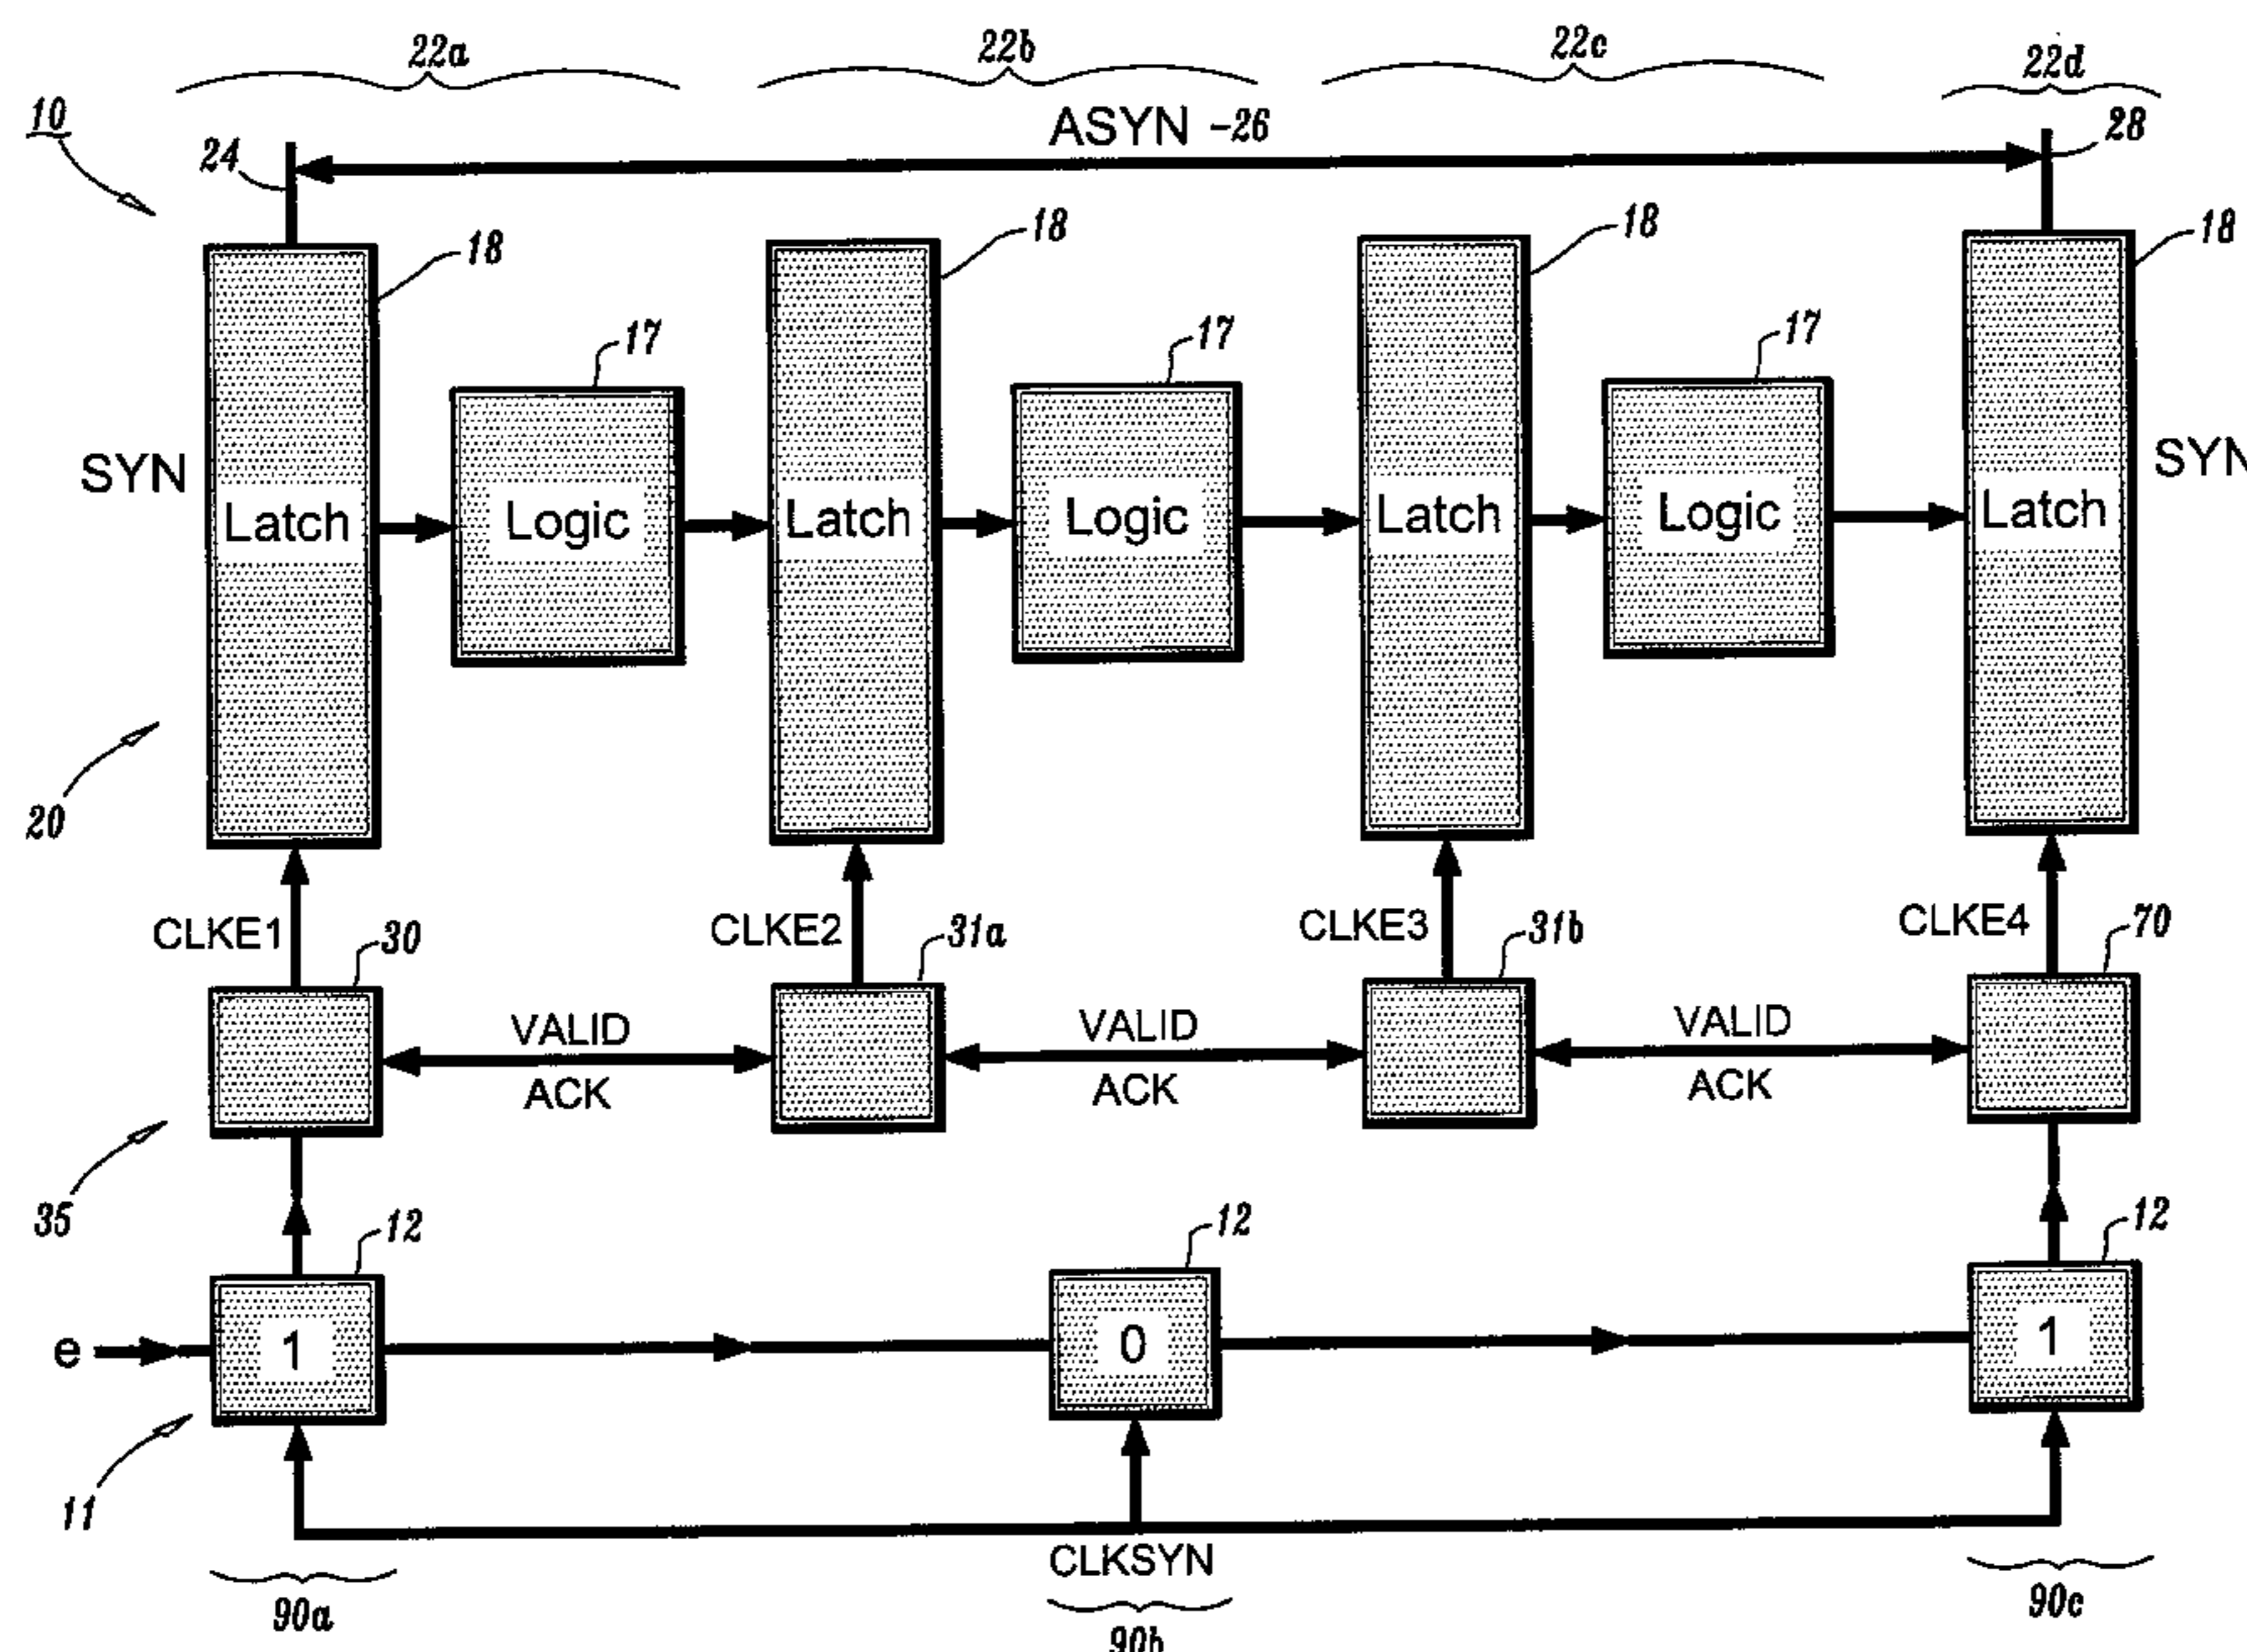 22a 22b 22c 22d
10 24 ASYN -26 28
18 18 18 18
17 17 17
SYN Latch Logic Latch Logic Latch Logic Latch SYN
20
CLKE1 30 CLKE2 31a CLKE3 31b CLKE4 70
VALID VALID VALID
ACK ACK ACK
35 12 12 12
e 1 0 1
11
CLKSYN
90a 90b 90c